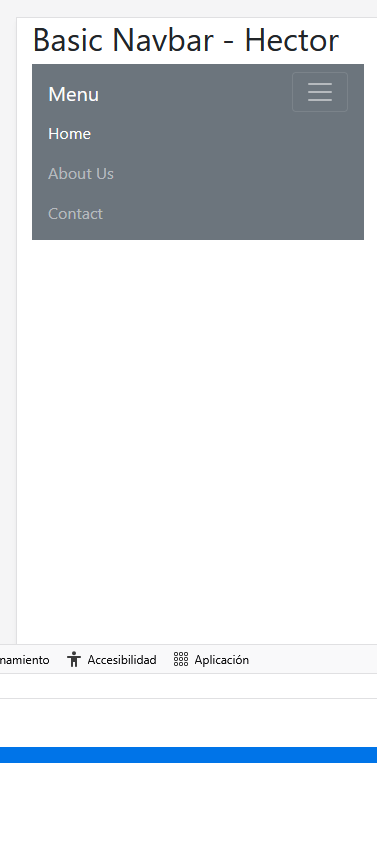 Basic Navbar - Hector
Menu
Home
About Us
Contact
namiento Accesibilidad Aplicación